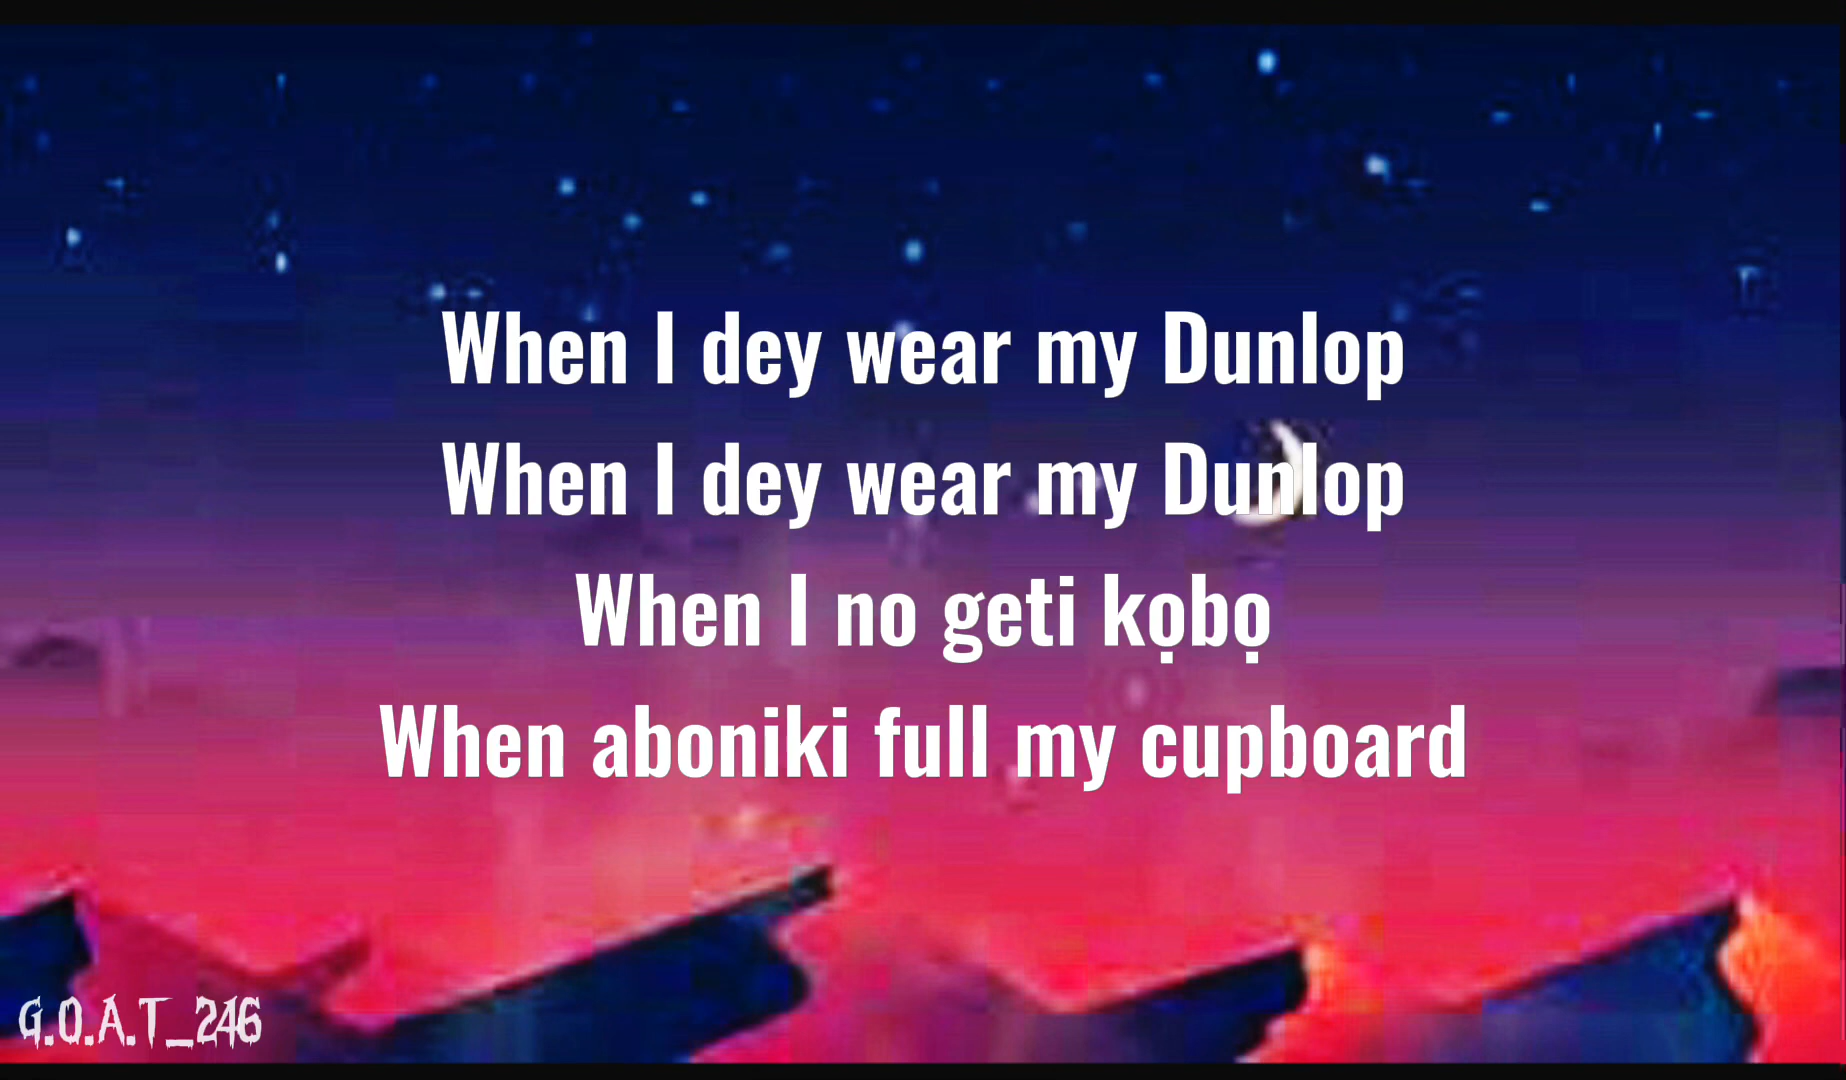 When I dey wear my Dunlop
When I dey wear my Dunlop
When I no geti kọbọ
When aboniki full my cupboard
G.O.A.T_246